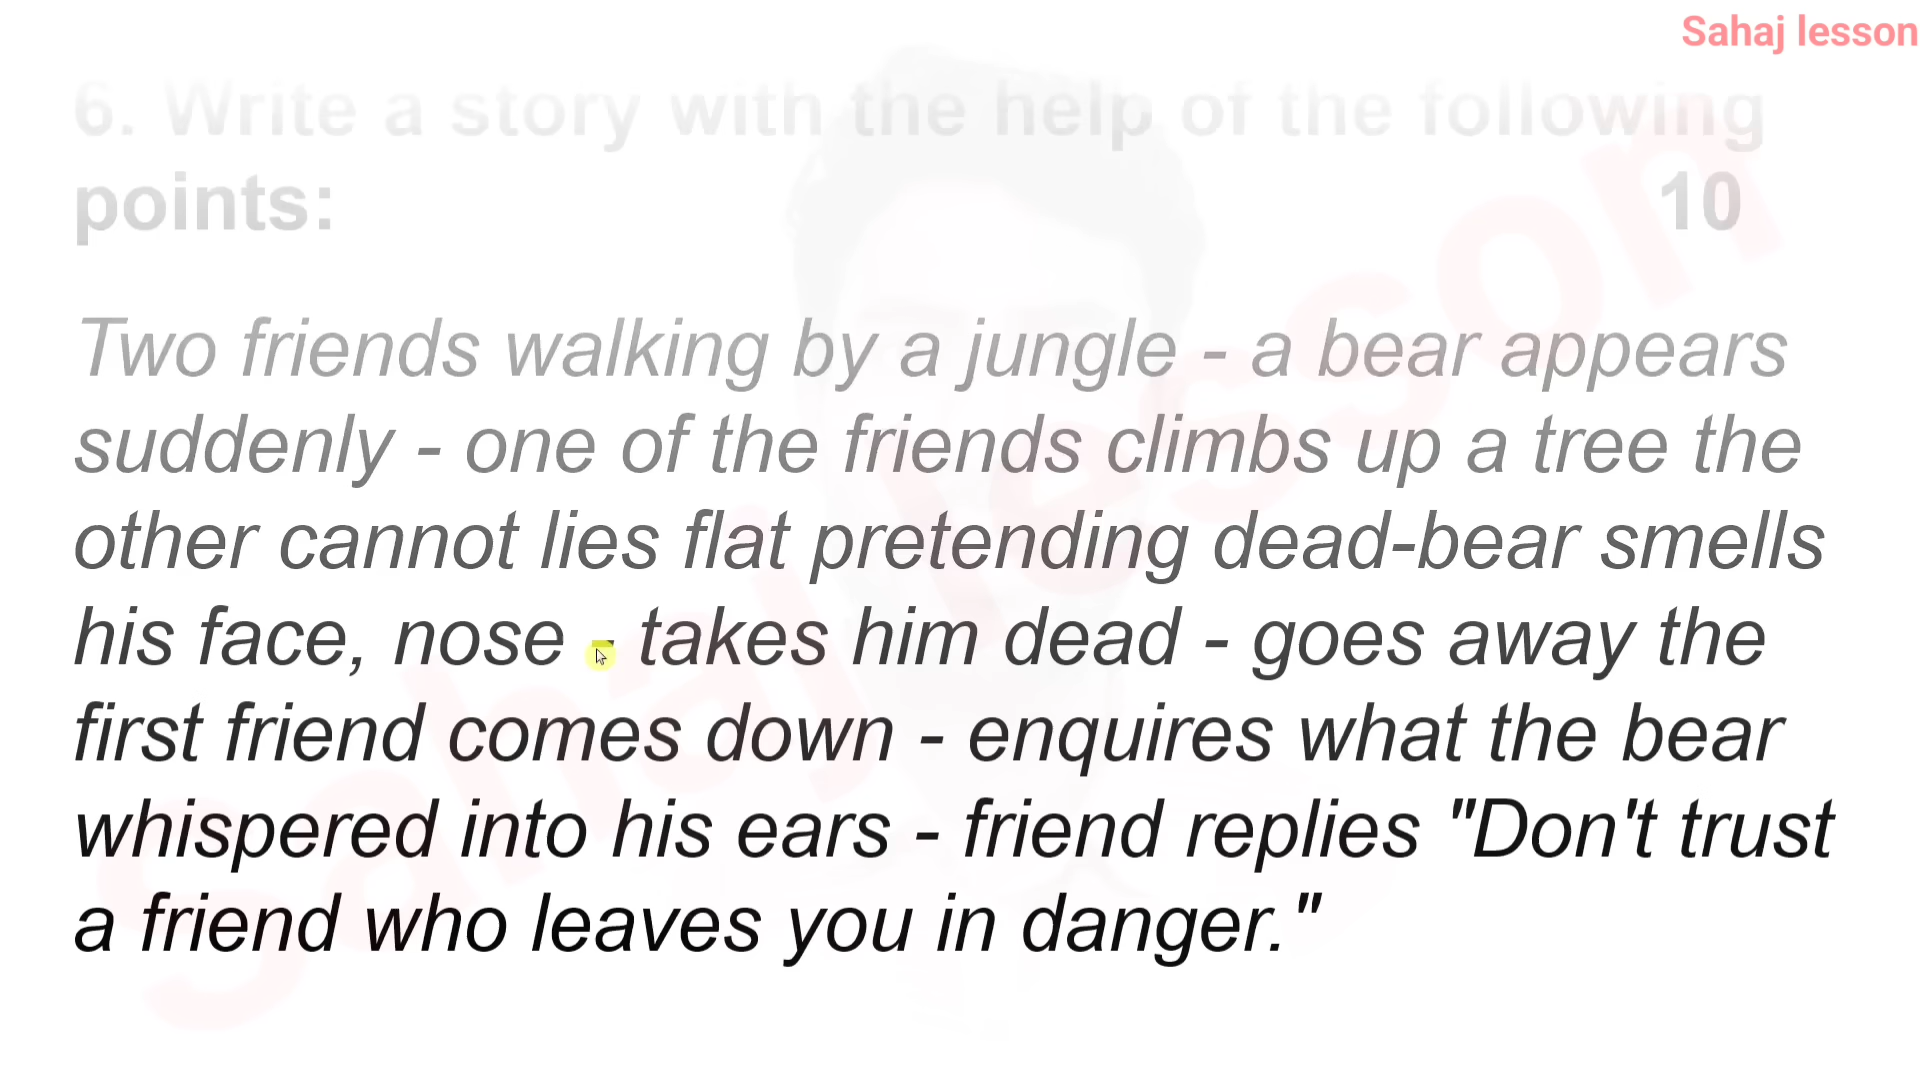 Sahaj lesson
6. Write a story with the help of the following
points: 10
Two friends walking by a jungle - a bear appears
suddenly - one of the friends climbs up a tree the
other cannot lies flat pretending dead-bear smells
his face, nose - takes him dead - goes away the
first friend comes down - enquires what the bear
whispered into his ears - friend replies "Don't trust
a friend who leaves you in danger."
Sahaj lesson